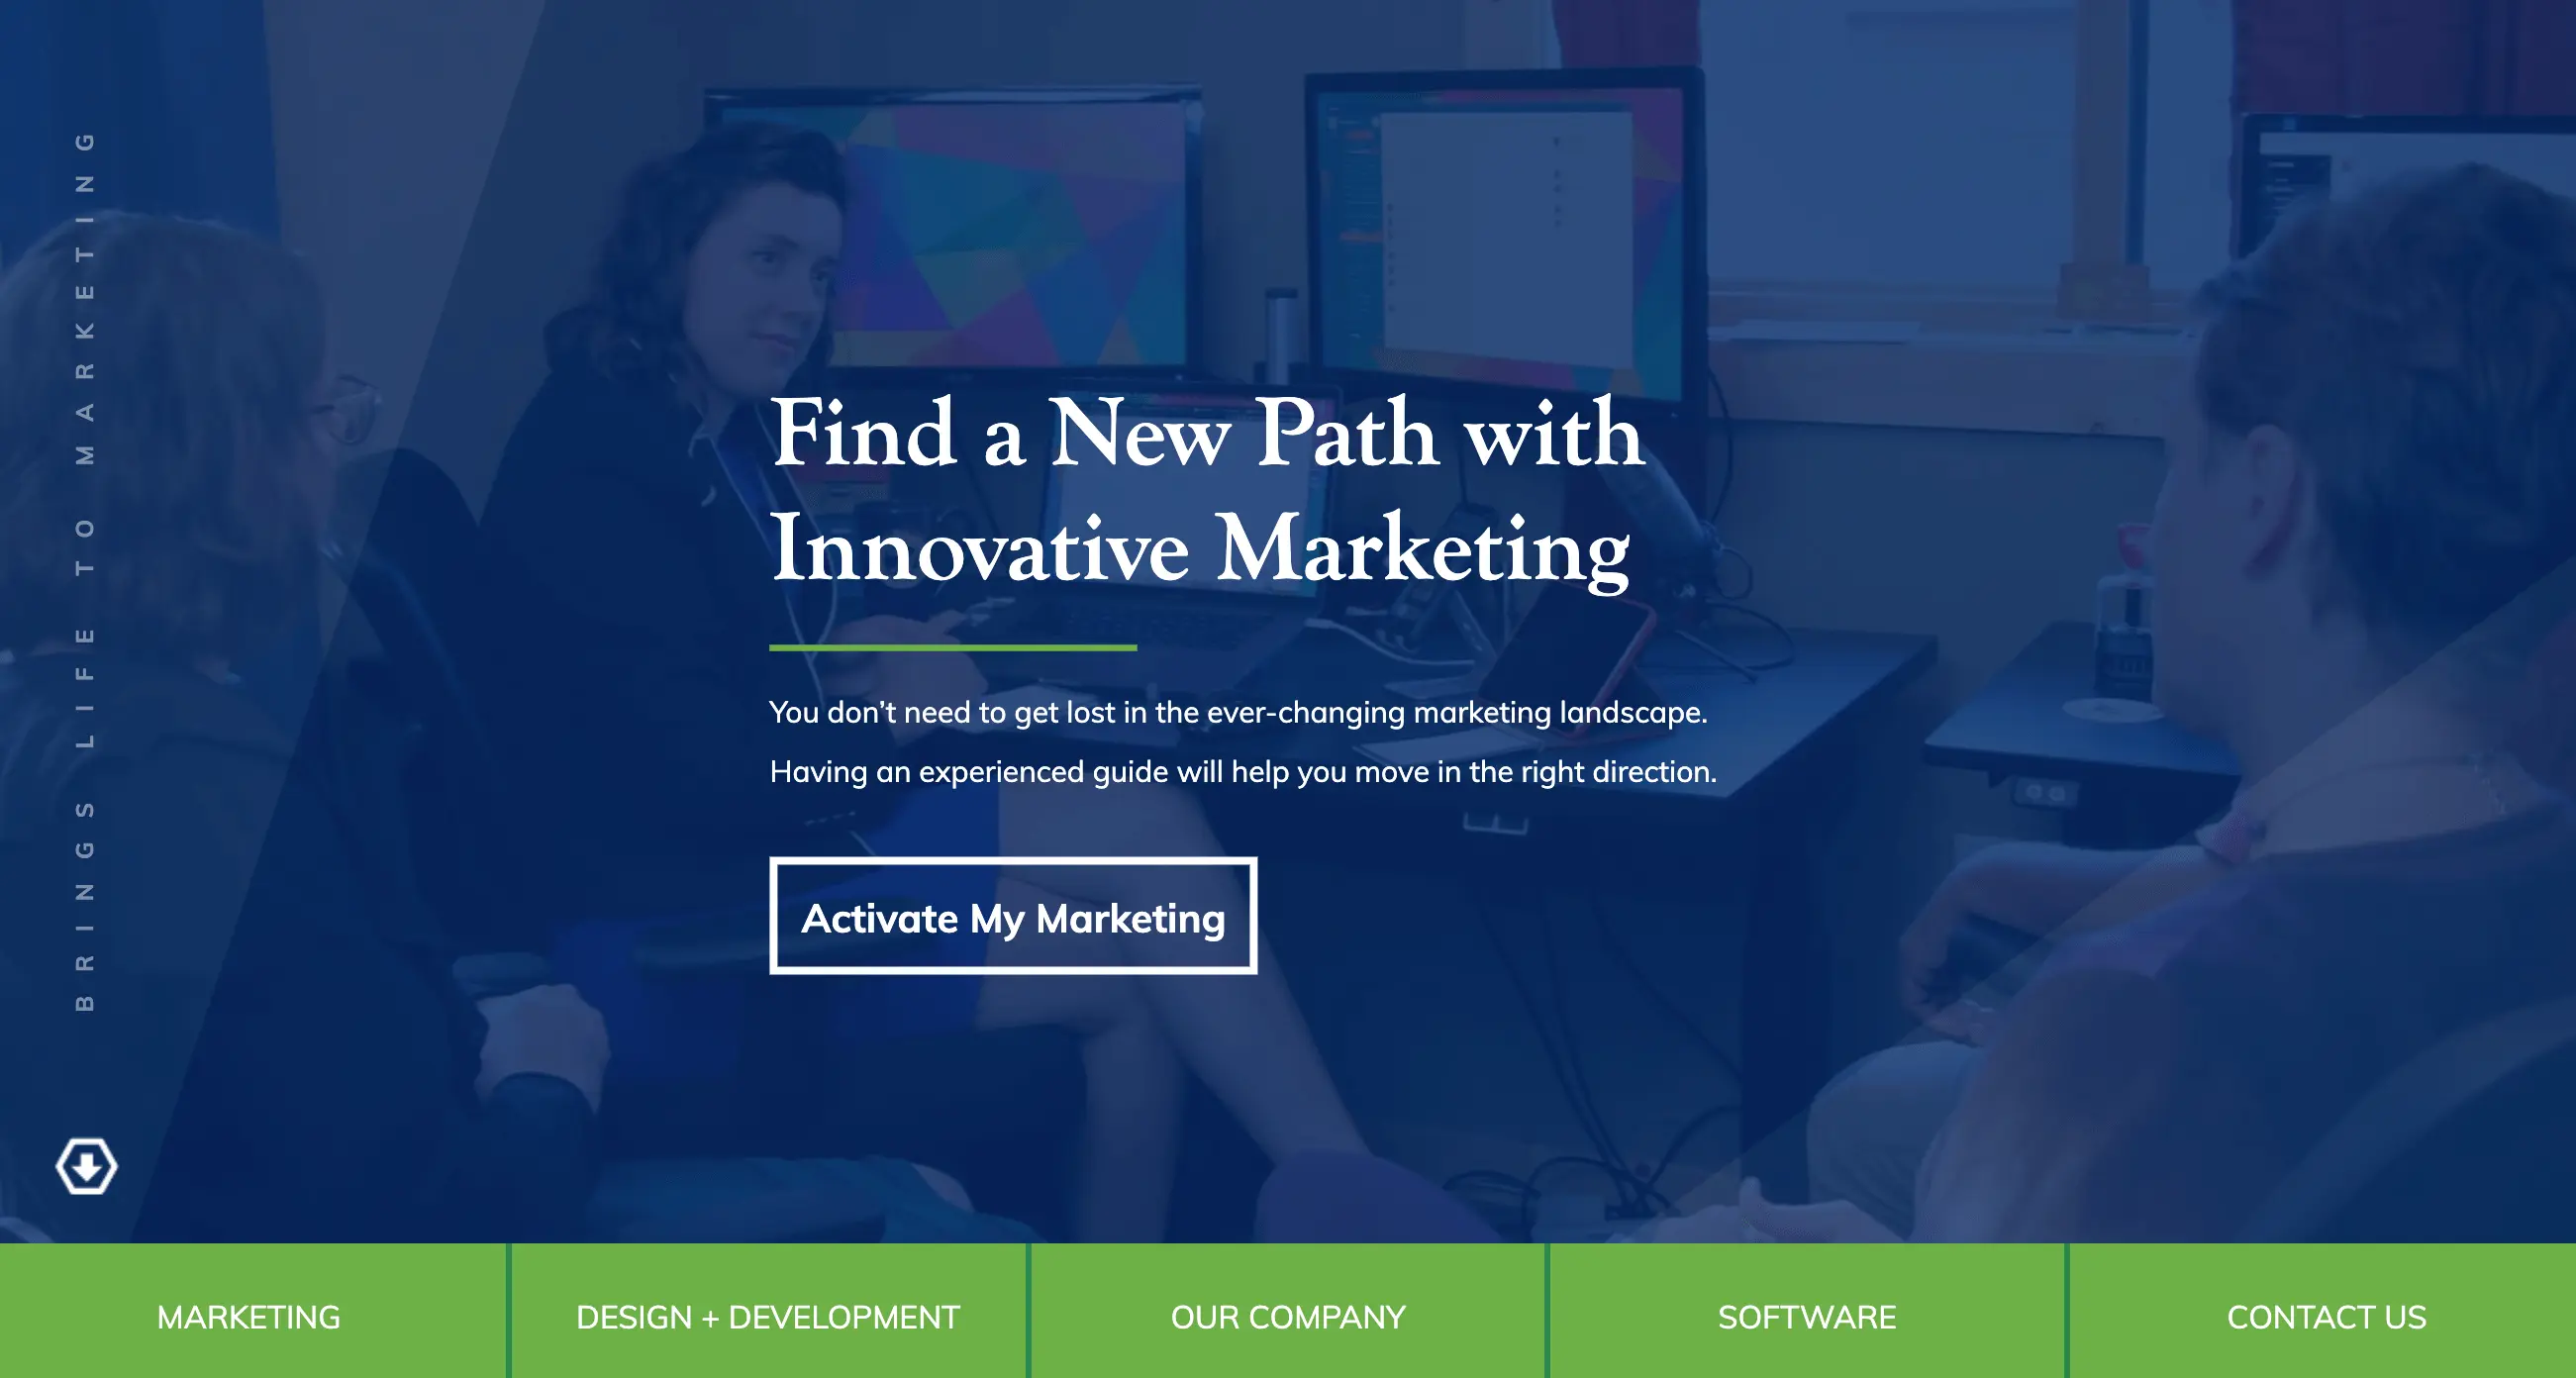 BRINGS LIFE TO MARKETING
Find a New Path with
Innovative Marketing
You don’t need to get lost in the ever-changing marketing landscape.
Having an experienced guide will help you move in the right direction.
Activate My Marketing
MARKETING
DESIGN + DEVELOPMENT
OUR COMPANY
SOFTWARE
CONTACT US